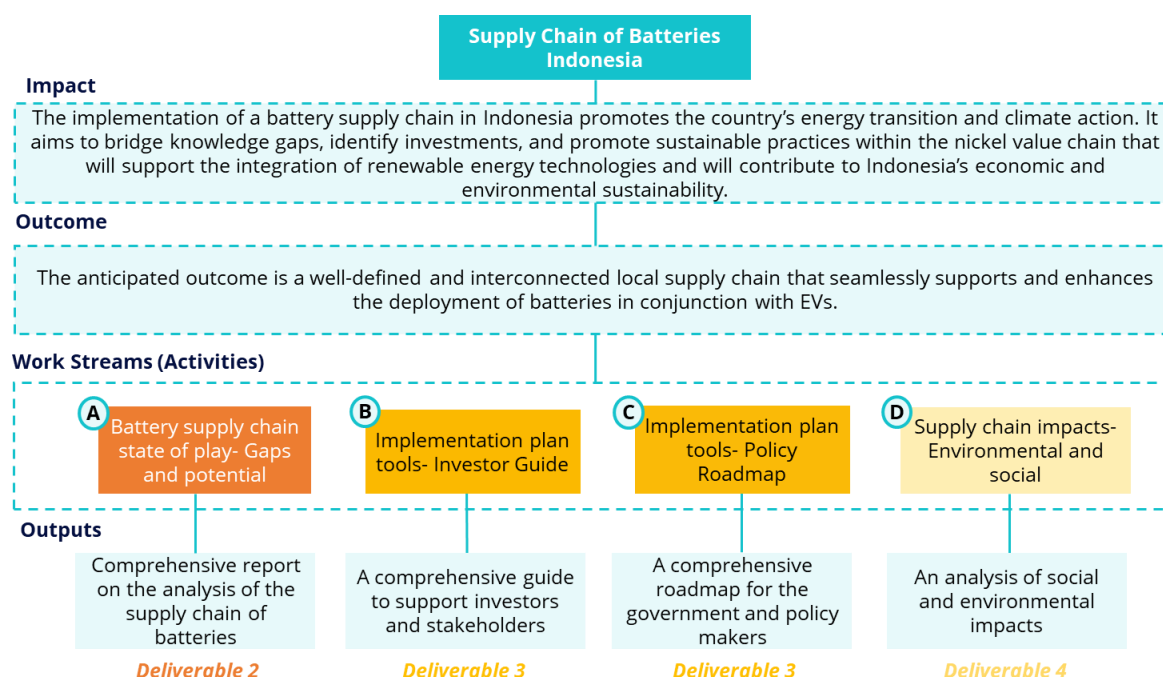 Supply Chain of Batteries
Indonesia
Impact
The implementation of a battery supply chain in Indonesia promotes the country’s energy transition and climate action. It
aims to bridge knowledge gaps, identify investments, and promote sustainable practices within the nickel value chain that
will support the integration of renewable energy technologies and will contribute to Indonesia’s economic and
environmental sustainability.
Outcome
The anticipated outcome is a well-defined and interconnected local supply chain that seamlessly supports and enhances
the deployment of batteries in conjunction with EVs.
Work Streams (Activities)
A
Battery supply chain
state of play- Gaps
and potential
B
Implementation plan
tools- Investor Guide
C
Implementation plan
tools- Policy
Roadmap
D
Supply chain impacts-
Environmental and
social
Outputs
Comprehensive report
on the analysis of the
supply chain of
batteries
A comprehensive guide
to support investors
and stakeholders
A comprehensive
roadmap for the
government and policy
makers
An analysis of social
and environmental
impacts
Deliverable 2
Deliverable 3
Deliverable 3
Deliverable 4